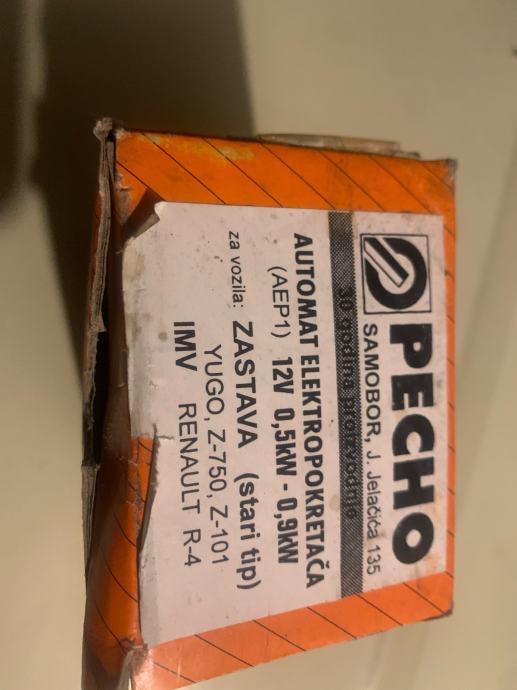 PECHO
SAMOBOR, J. Jelačića 135
30 godina proizvodnje
AUTOMAT ELEKTROPOKRETAČA
(AEP1) 12V 0,5kW - 0,9kW
za vozila: ZASTAVA (stari tip)
YUGO, Z-750, Z-101
IMV RENAULT R-4